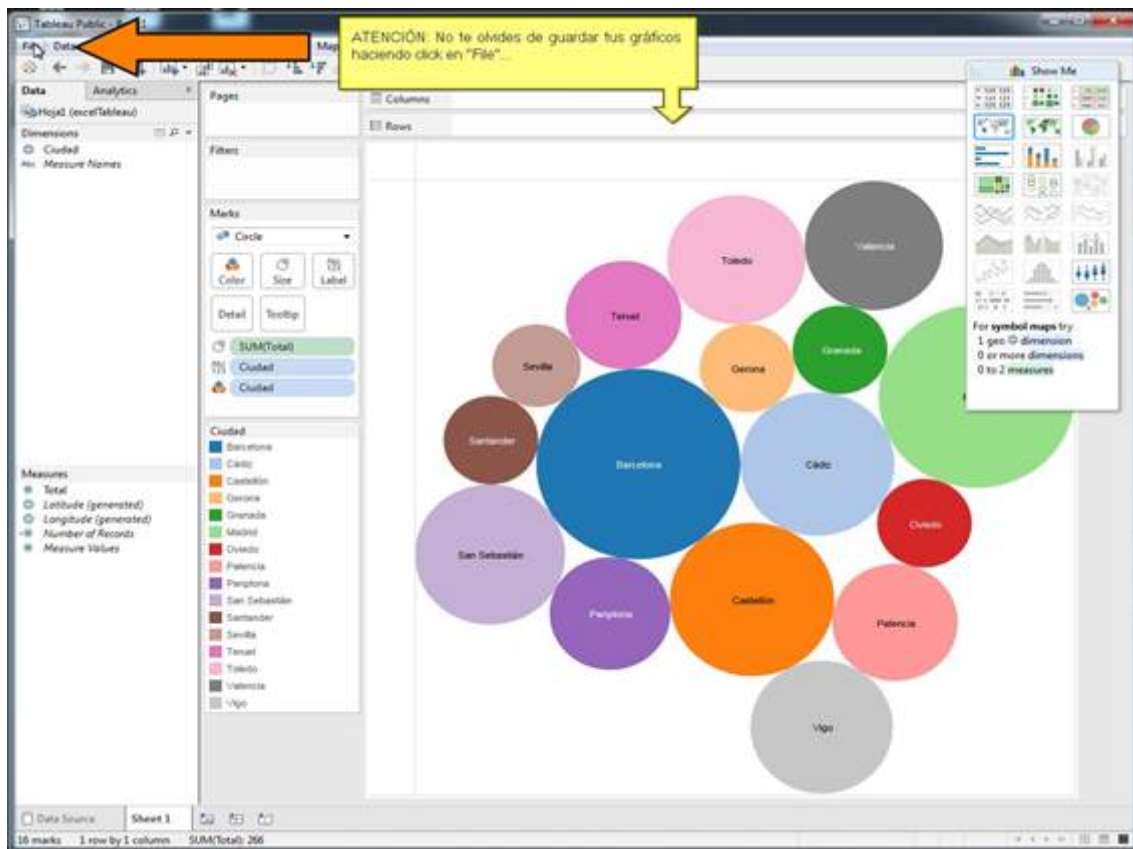 Tableau Public -
File Data
Map
ATENCIÓN: No te olvides de guardar tus gráficos
haciendo click en "File"...
Data Analytics
Hoja1 (excelTableau)
Dimensions
Ciudad
Abc Measure Names
Measures
Total
Latitude (generated)
Longitude (generated)
Number of Records
Measure Values
Pages
Filters
Marks
Circle
Color Size Label
Detail Tooltip
SUM(Total)
Ciudad
Ciudad
Ciudad
Barcelona
Cádiz
Castellón
Gerona
Granada
Madrid
Oviedo
Palencia
Pamplona
San Sebastián
Santander
Sevilla
Teruel
Toledo
Valencia
Vigo
Columns
Rows
Valencia
Toledo
Teruel
Granada
Sevilla
Gerona
Santander
Barcelona
Cádiz
Oviedo
San Sebastián
Castellón
Pamplona
Palencia
Vigo
Show Me
For symbol maps try
1 geo dimension
0 or more dimensions
0 to 2 measures
Data Source Sheet 1
16 marks 1 row by 1 column SUM(Total): 266